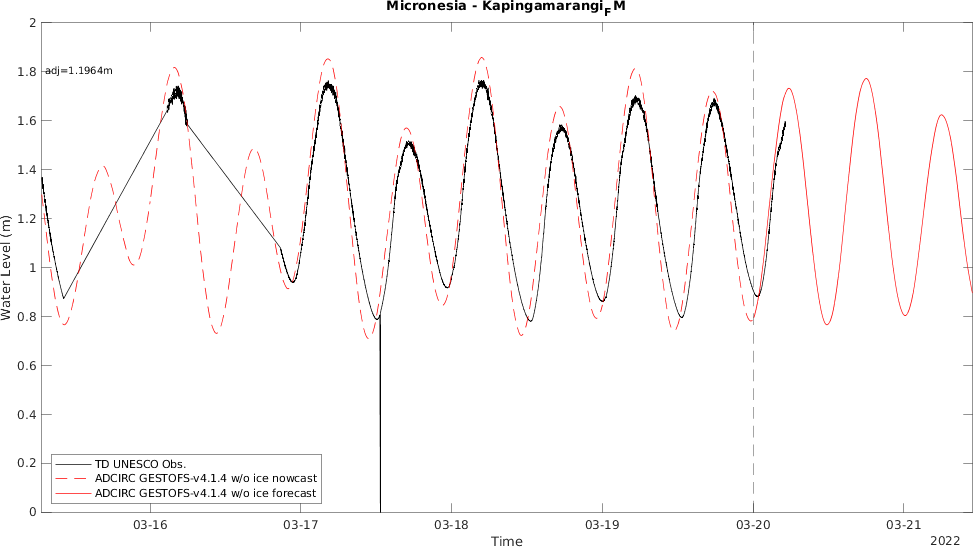 Micronesia - Kapingamarangi_FM
2
1.8
adj=1.1964m
1.6
1.4
1.2
1
0.8
0.6
0.4
0.2
0
Water Level (m)
TD UNESCO Obs.
ADCIRC GESTOFS-v4.1.4 w/o ice nowcast
ADCIRC GESTOFS-v4.1.4 w/o ice forecast
03-16 03-17 03-18 03-19 03-20 03-21
Time
2022